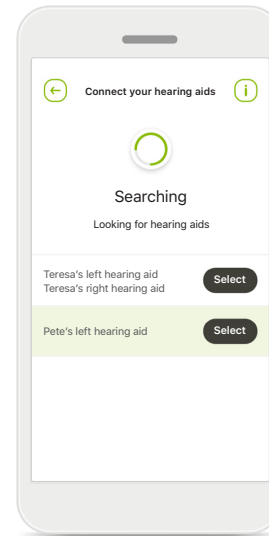 Connect your hearing aids
i
Searching
Looking for hearing aids
Teresa's left hearing aid
Teresa's right hearing aid
Select
Pete's left hearing aid
Select